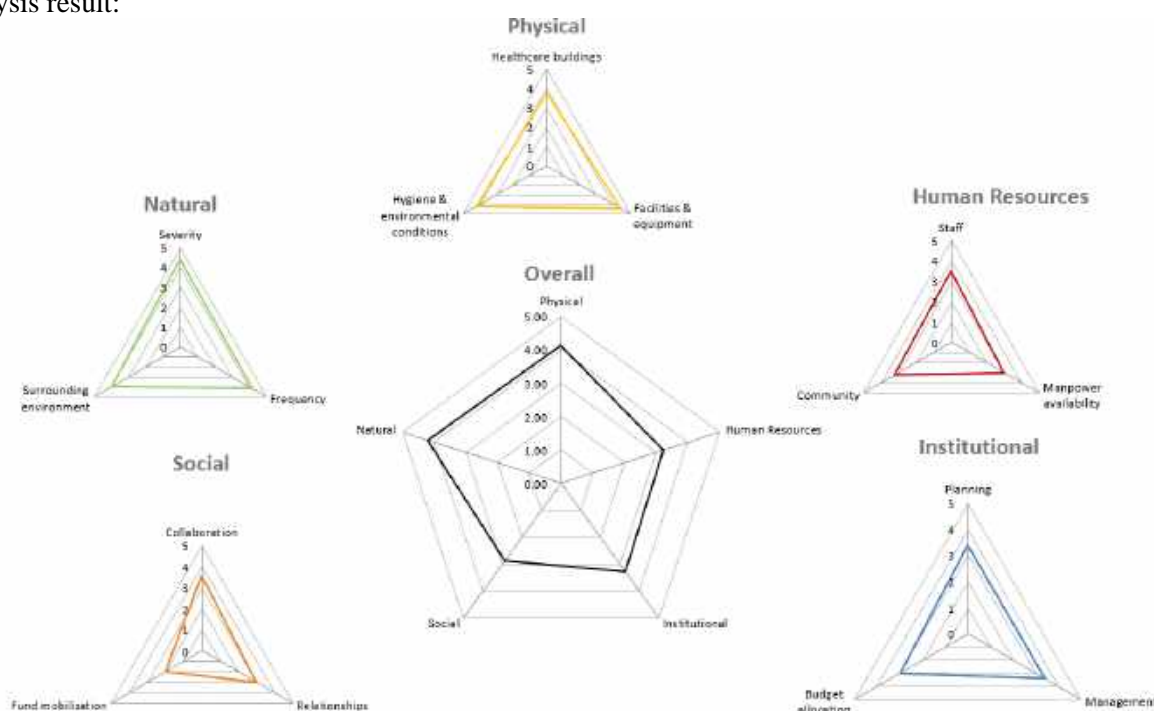 ysis result:
Physical
Healthcare buildings
5
4
3
2
1
0
Hygiene &
environmental
conditions
Facilities &
equipment
Natural
Severity
5
4
3
2
1
0
Surrounding
environment
Frequency
Human Resources
Staff
5
4
3
2
1
0
Community
Manpower
availability
Overall
Physical
5.00
4.00
3.00
2.00
1.00
0.00
Natural
Human Resources
Social
Institutional
Social
Collaboration
5
4
3
2
1
0
Fund mobilization
Relationships
Institutional
Planning
5
4
3
2
1
0
Budget
allocation
Management